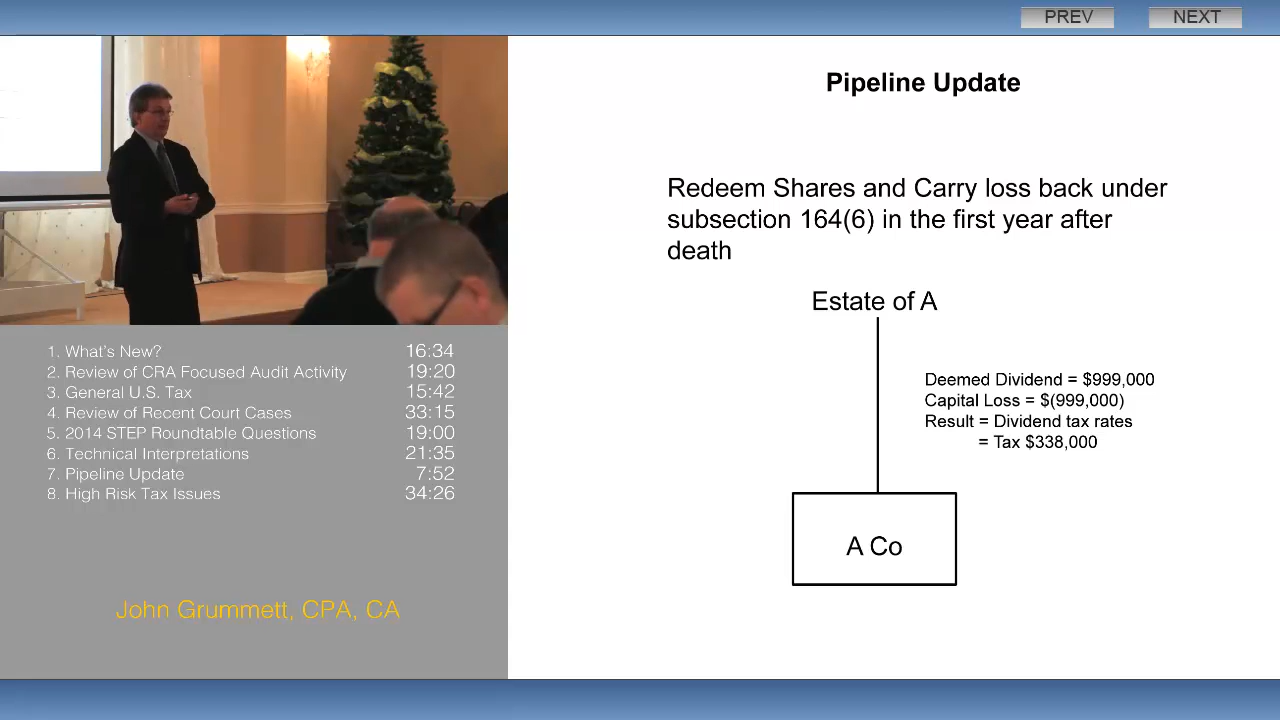 PREV
NEXT
Pipeline Update
Redeem Shares and Carry loss back under
subsection 164(6) in the first year after
death
Estate of A
Deemed Dividend = $999,000
Capital Loss = $(999,000)
Result = Dividend tax rates
= Tax $338,000
A Co
1. What's New? 16:34
2. Review of CRA Focused Audit Activity 19:20
3. General U.S. Tax 15:42
4. Review of Recent Court Cases 33:15
5. 2014 STEP Roundtable Questions 19:00
6. Technical Interpretations 21:35
7. Pipeline Update 7:52
8. High Risk Tax Issues 34:26
John Grummett, CPA, CA